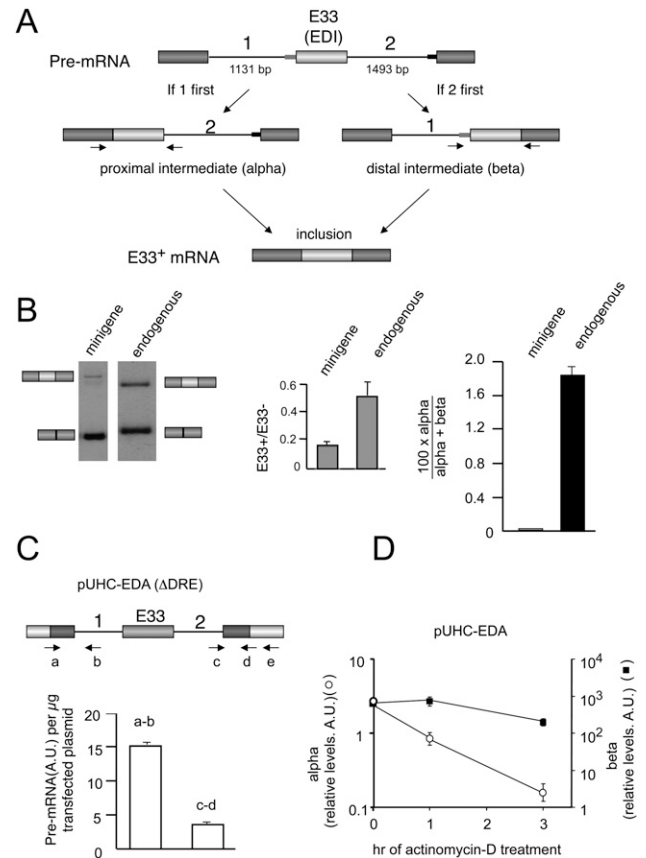 A
E33
(EDI)
1
2
Pre-mRNA
1131 bp
1493 bp
If 1 first
If 2 first
2
1
proximal intermediate (alpha)
distal intermediate (beta)
inclusion
E33+ mRNA
B
minigene
endogenous
minigene
endogenous
E33+/E33-
0.6
0.4
0.2
0
minigene
endogenous
100 x alpha
alpha + beta
2.0
1.6
1.2
0.8
0.4
0
C
pUHC-EDA (ΔDRE)
1
E33
2
a
b
c
d
e
Pre-mRNA(A.U.) per µg
transfected plasmid
20
15
10
5
0
a-b
c-d
D
pUHC-EDA
alpha
(relative levels. A.U.)(○)
10
1
0.1
10⁴
10³
10²
10
1
beta
(relative levels. A.U.) (■)
0
1
2
3
hr of actinomycin-D treatment